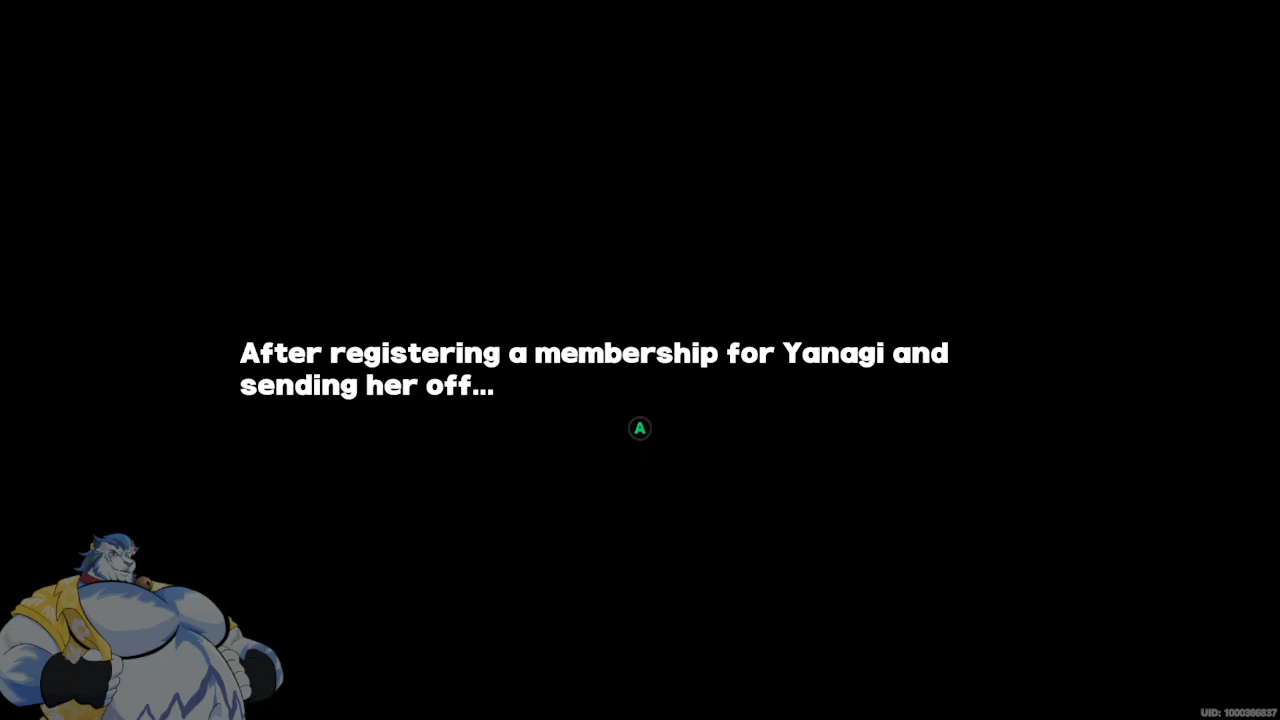 After registering a membership for Yanagi and
sending her off...
A
UID: 1000366837